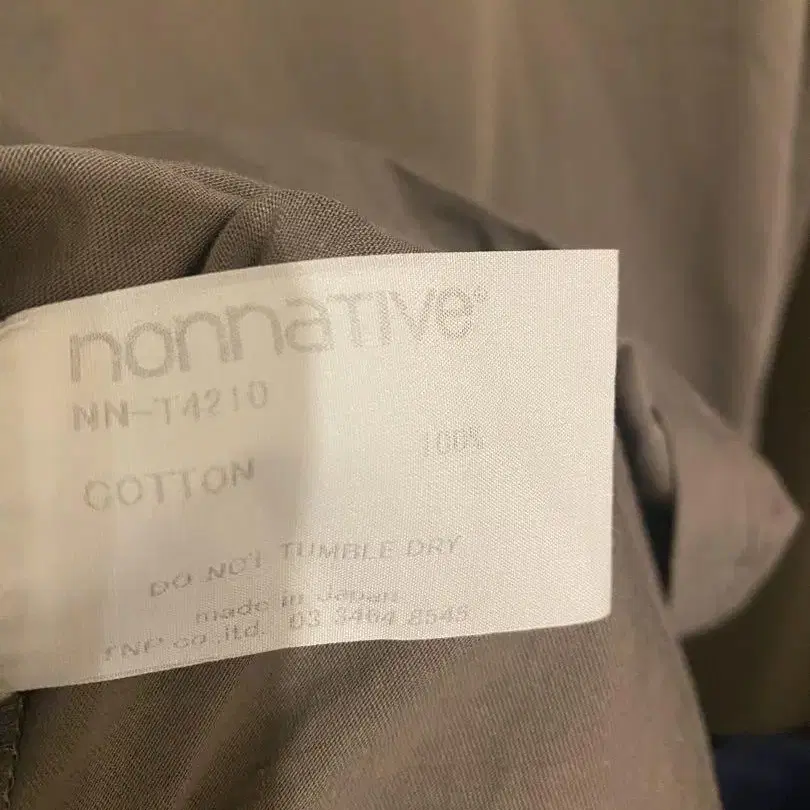 nonnative®
NN-T4210
COTTON 100%
DO NOT TUMBLE DRY
made in Japan
TNP co.ltd. 03 3464 8545